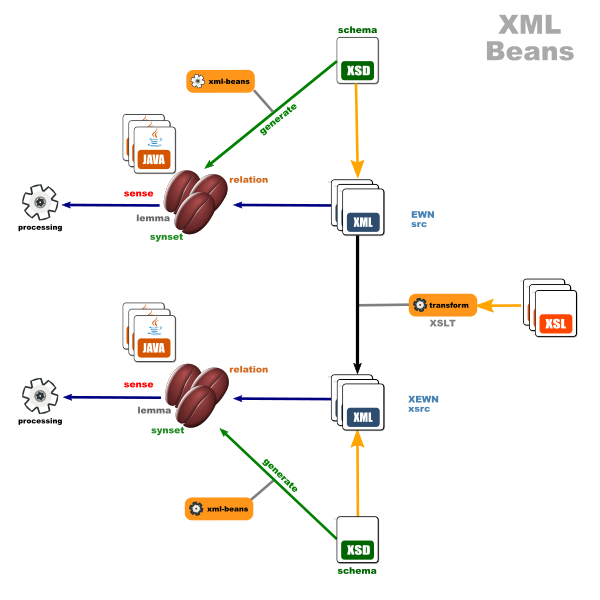 XML
Beans
schema
XSD
xml-beans
generate
JAVA
relation
sense
lemma
synset
processing
XML
EWN
src
transform
XSLT
XSL
JAVA
relation
sense
lemma
synset
processing
XML
XEWN
xsrc
generate
xml-beans
XSD
schema